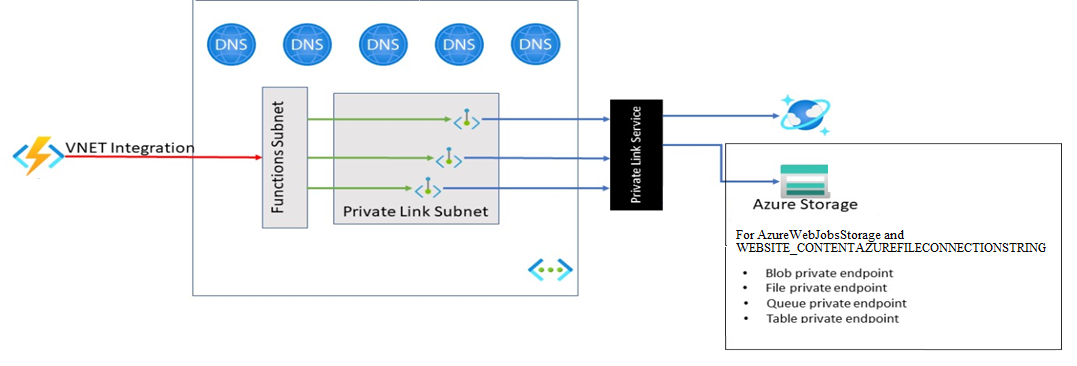 DNS DNS DNS DNS DNS
VNET Integration
Functions Subnet
Private Link Subnet
Private Link Service
Azure Storage
For AzureWebJobsStorage and
WEBSITE_CONTENTAZUREFILECONNECTIONSTRING
• Blob private endpoint
• File private endpoint
• Queue private endpoint
• Table private endpoint